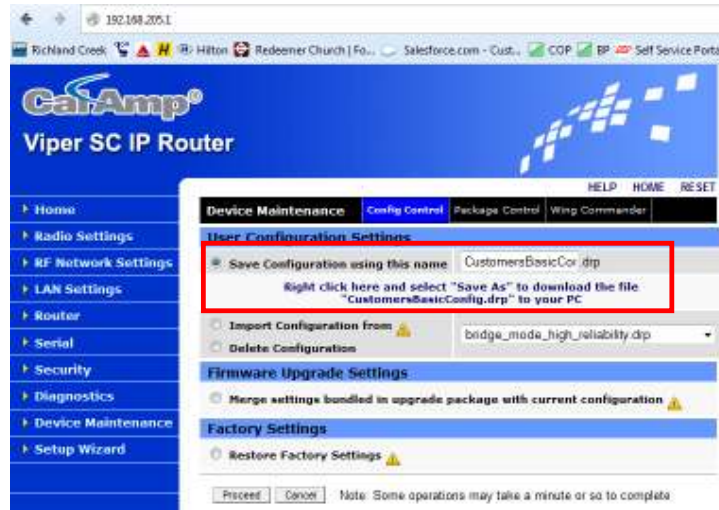 192.168.205.1
Richland Creek H Hilton Redeemer Church | Fo... Salesforce.com - Cust... COP BP Self Service Porta
CalAmp®
Viper SC IP Router
HELP HOME RESET
Home
Radio Settings
RF Network Settings
LAN Settings
Router
Serial
Security
Diagnostics
Device Maintenance
Setup Wizard
Device Maintenance Config Control Package Control Wing Commander
User Configuration Settings
Save Configuration using this name CustomersBasicCor .drp
Right click here and select "Save As" to download the file
"CustomersBasicConfig.drp" to your PC
Import Configuration from
Delete Configuration
bridge_mode_high_reliability.drp
Firmware Upgrade Settings
Merge settings bundled in upgrade package with current configuration
Factory Settings
Restore Factory Settings
Proceed Cancel Note: Some operations may take a minute or so to complete